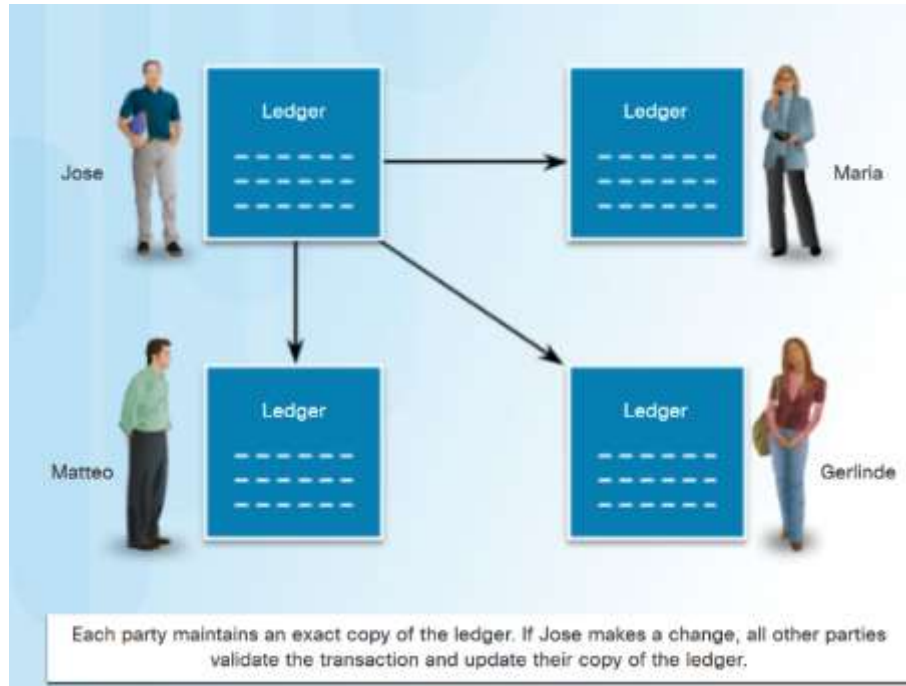 Ledger
Ledger
Jose
Maria
Ledger
Ledger
Matteo
Gerlinde
Each party maintains an exact copy of the ledger. If Jose makes a change, all other parties
validate the transaction and update their copy of the ledger.